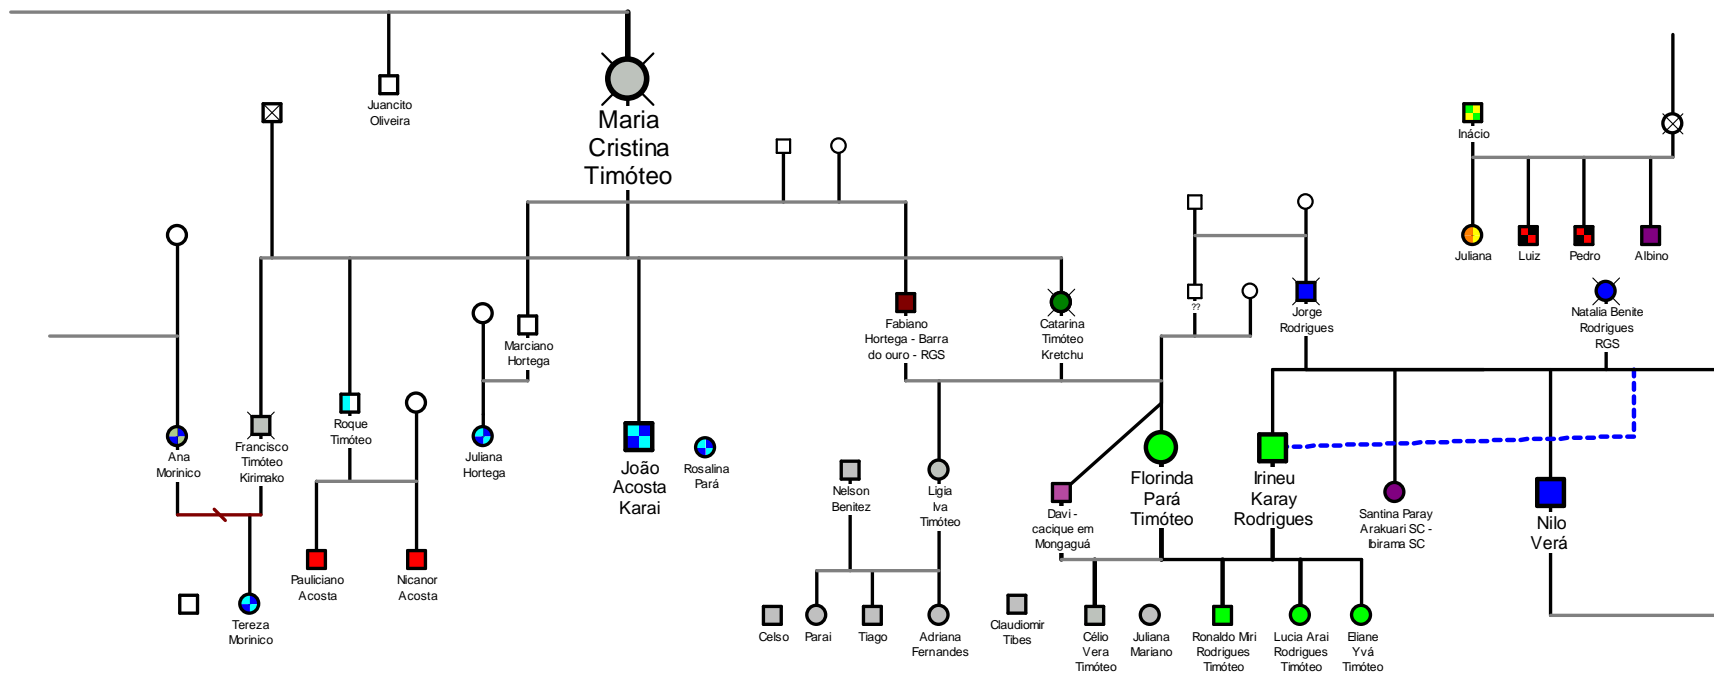 Juancito
Oliveira
Maria
Cristina
Timóteo
Inácio
Juliana
Luiz
Pedro
Albino
??
Jorge
Rodrigues
Natalia Benite
Rodrigues
RGS
Marciano
Hortega
Fabiano
Hortega - Barra
do ouro - RGS
Catarina
Timóteo
Kretchu
Ana
Morinico
Francisco
Timóteo
Kirimako
Roque
Timóteo
Juliana
Hortega
João
Acosta
Karai
Rosalina
Pará
Nelson
Benitez
Ligia
Iva
Timóteo
Davi -
cacique em
Mongaguá
Florinda
Pará
Timóteo
Irineu
Karay
Rodrigues
Santina Paray
Arakuari SC -
Ibirama SC
Nilo
Verá
Pauliciano
Acosta
Nicanor
Acosta
Tereza
Morinico
Celso
Parai
Tiago
Adriana
Fernandes
Claudiomir
Tibes
Célio
Vera
Timóteo
Juliana
Mariano
Ronaldo Miri
Rodrigues
Timóteo
Lucia Arai
Rodrigues
Timóteo
Eliane
Yvá
Timóteo